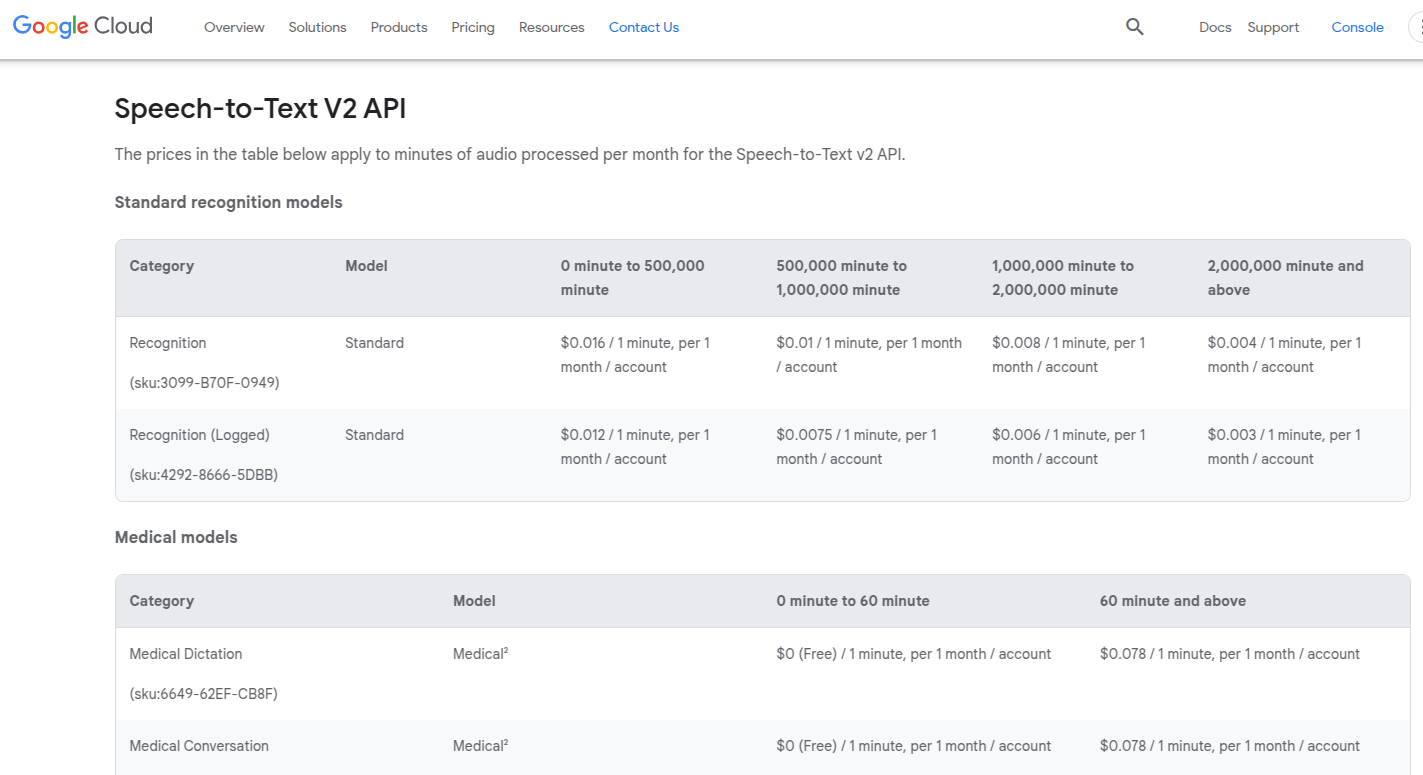 Google Cloud
Overview Solutions Products Pricing Resources Contact Us Docs Support Console
Speech-to-Text V2 API
The prices in the table below apply to minutes of audio processed per month for the Speech-to-Text v2 API.
Standard recognition models
Category Model 0 minute to 500,000 minute 500,000 minute to 1,000,000 minute 1,000,000 minute to 2,000,000 minute 2,000,000 minute and above
Recognition
(sku:3099-B70F-0949)
Standard
$0.016 / 1 minute, per 1
month / account
$0.01 / 1 minute, per 1 month
/ account
$0.008 / 1 minute, per 1
month / account
$0.004 / 1 minute, per 1
month / account
Recognition (Logged)
(sku:4292-8666-5DBB)
Standard
$0.012 / 1 minute, per 1
month / account
$0.0075 / 1 minute, per 1
month / account
$0.006 / 1 minute, per 1
month / account
$0.003 / 1 minute, per 1
month / account
Medical models
Category Model 0 minute to 60 minute 60 minute and above
Medical Dictation
(sku:6649-62EF-CB8F)
Medical²
$0 (Free) / 1 minute, per 1 month / account
$0.078 / 1 minute, per 1 month / account
Medical Conversation
Medical²
$0 (Free) / 1 minute, per 1 month / account
$0.078 / 1 minute, per 1 month / account